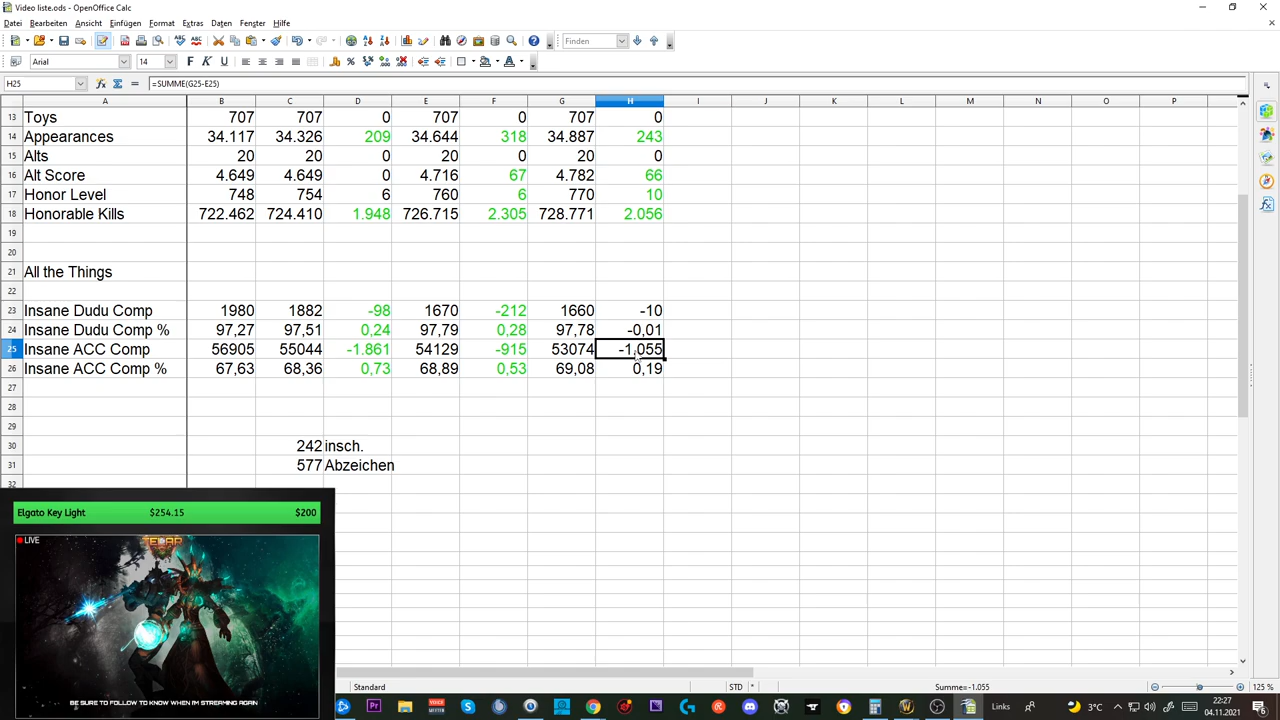 Video liste.ods - OpenOffice Calc
Datei Bearbeiten Ansicht Einfügen Format Extras Daten Fenster Hilfe
Finden
Arial 14
H25 =SUMME(G25-E25)
A B C D E F G H I J K L M N O P
13 Toys 707 707 0 707 0 707 0
14 Appearances 34.117 34.326 209 34.644 318 34.887 243
15 Alts 20 20 0 20 0 20 0
16 Alt Score 4.649 4.649 0 4.716 67 4.782 66
17 Honor Level 748 754 6 760 6 770 10
18 Honorable Kills 722.462 724.410 1.948 726.715 2.305 728.771 2.056
19
20
21 All the Things
22
23 Insane Dudu Comp 1980 1882 -98 1670 -212 1660 -10
24 Insane Dudu Comp % 97,27 97,51 0,24 97,79 0,28 97,78 -0,01
25 Insane ACC Comp 56905 55044 -1.861 54129 -915 53074 -1.055
26 Insane ACC Comp % 67,63 68,36 0,73 68,89 0,53 69,08 0,19
27
28
29
30 242 insch.
31 577 Abzeichen
32
Elgato Key Light $254.15 $200
LIVE
BE SURE TO FOLLOW TO KNOW WHEN I'M STREAMING AGAIN
Standard STD * Summe=-1.055 125 %
3°C Links 22:27
04.11.2021